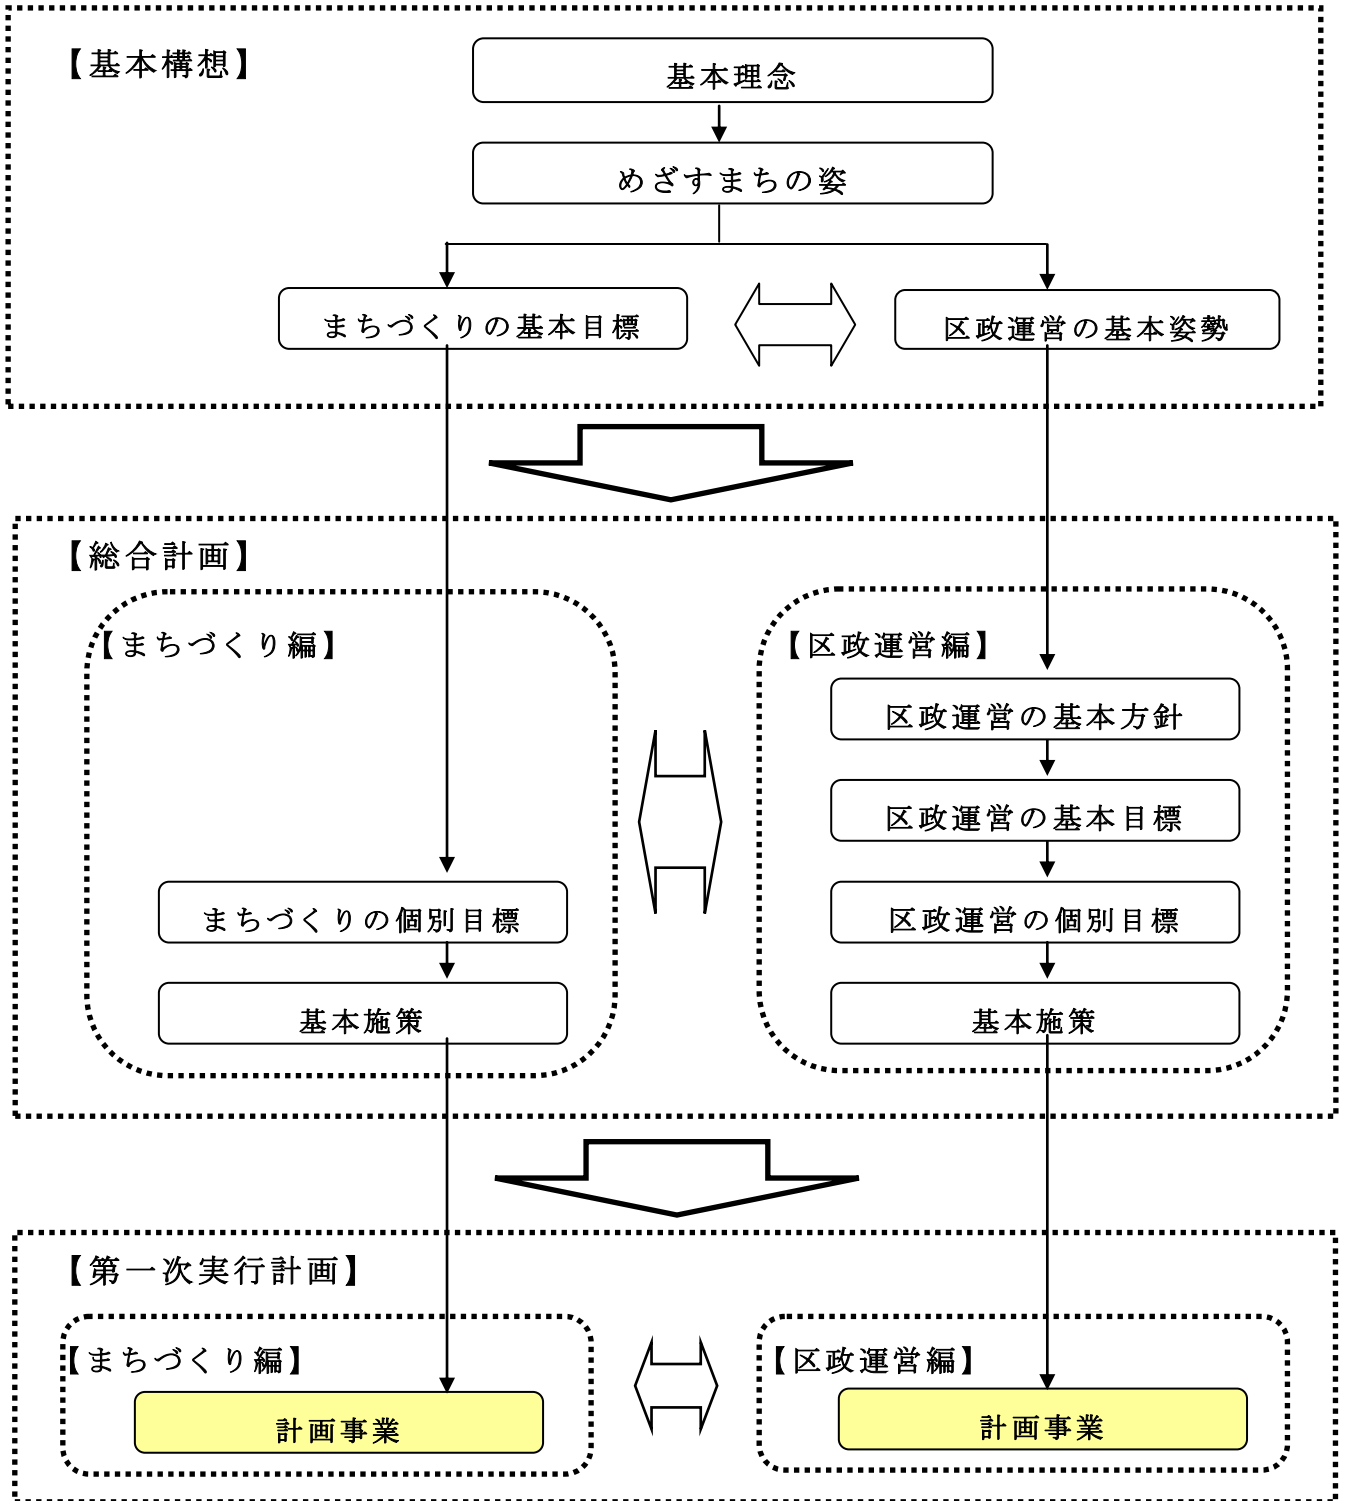 【基本構想】
基本理念
めざすまちの姿
まちづくりの基本目標
区政運営の基本姿勢
【総合計画】
【まちづくり編】
【区政運営編】
区政運営の基本方針
区政運営の基本目標
まちづくりの個別目標
区政運営の個別目標
基本施策
基本施策
【第一次実行計画】
【まちづくり編】
【区政運営編】
計画事業
計画事業